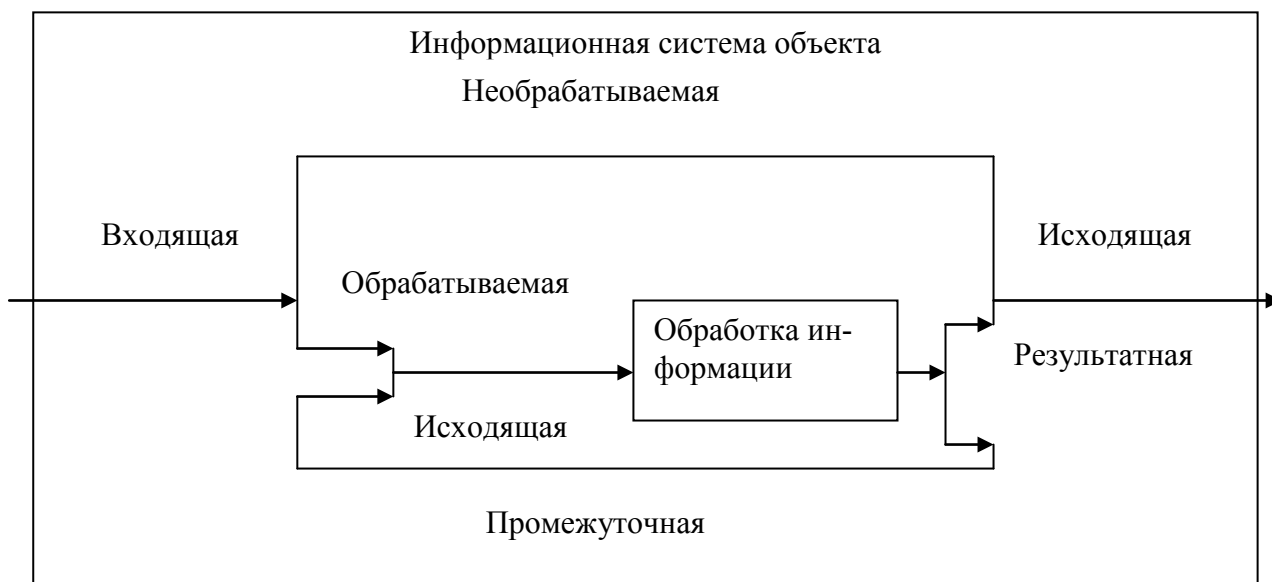 Информационная система объекта
Необрабатываемая
Входящая
Исходящая
Обрабатываемая
Обработка ин-
формации
Результатная
Исходящая
Промежуточная